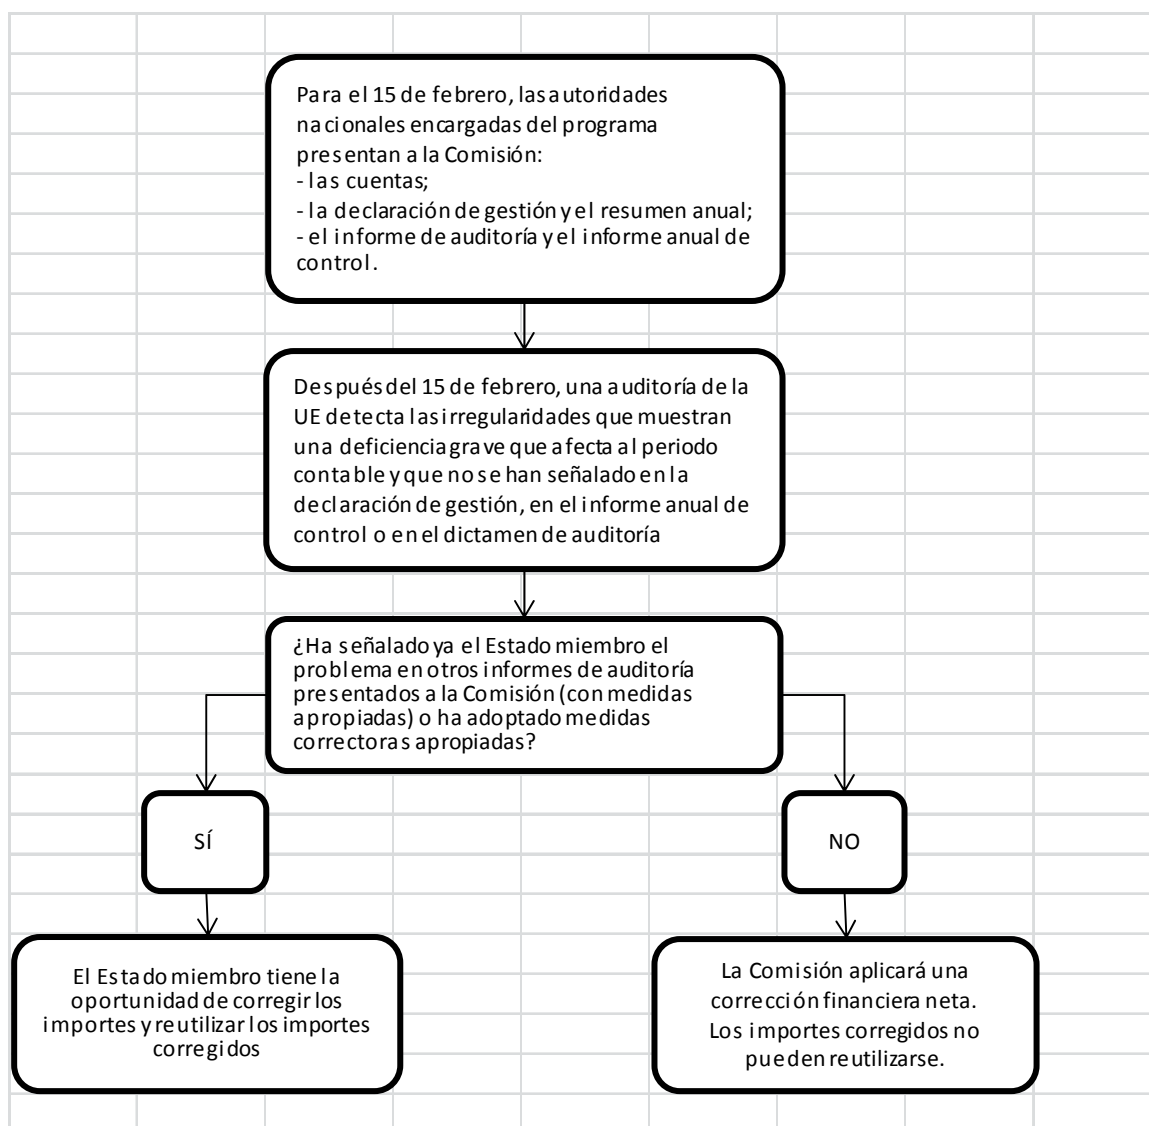 Para el 15 de febrero, las autoridades
nacionales encargadas del programa
presentan a la Comisión:
- las cuentas;
- la declaración de gestión y el resumen anual;
- el informe de auditoría y el informe anual de
control.
Después del 15 de febrero, una auditoría de la
UE detecta las irregularidades que muestran
una deficiencia grave que afecta al periodo
contable y que no se han señalado en la
declaración de gestión, en el informe anual de
control o en el dictamen de auditoría
¿Ha señalado ya el Estado miembro el
problema en otros informes de auditoría
presentados a la Comisión (con medidas
apropiadas) o ha adoptado medidas
correctoras apropiadas?
SÍ
NO
El Estado miembro tiene la
oportunidad de corregir los
importes y reutilizar los importes
corregidos
La Comisión aplicará una
corrección financiera neta.
Los importes corregidos no
pueden reutilizarse.